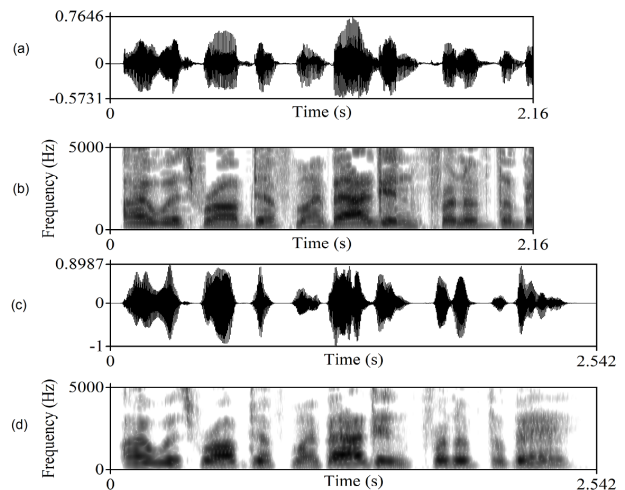 0.7646
(a)
0
-0.5731
0
Time (s)
2.16
5000
(b)
Frequency (Hz)
0
0
Time (s)
2.16
0.8987
(c)
0
-1
0
Time (s)
2.542
5000
(d)
Frequency (Hz)
0
0
Time (s)
2.542